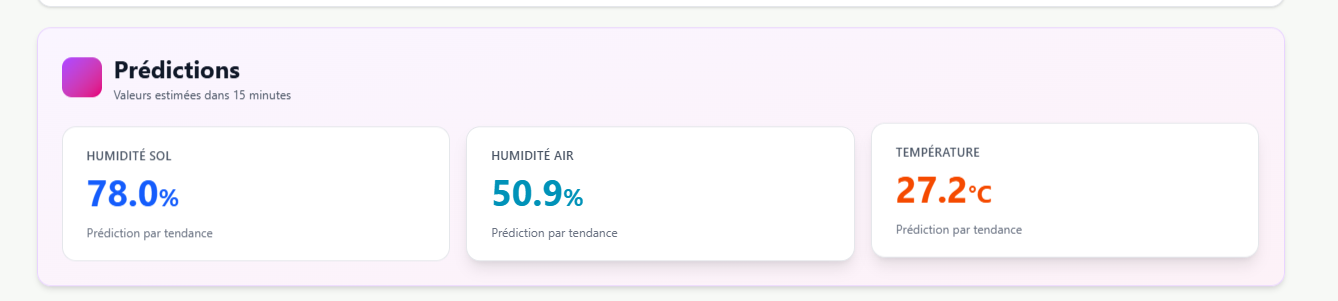 Prédictions
Valeurs estimées dans 15 minutes
HUMIDITÉ SOL
78.0%
Prédiction par tendance
HUMIDITÉ AIR
50.9%
Prédiction par tendance
TEMPÉRATURE
27.2°C
Prédiction par tendance